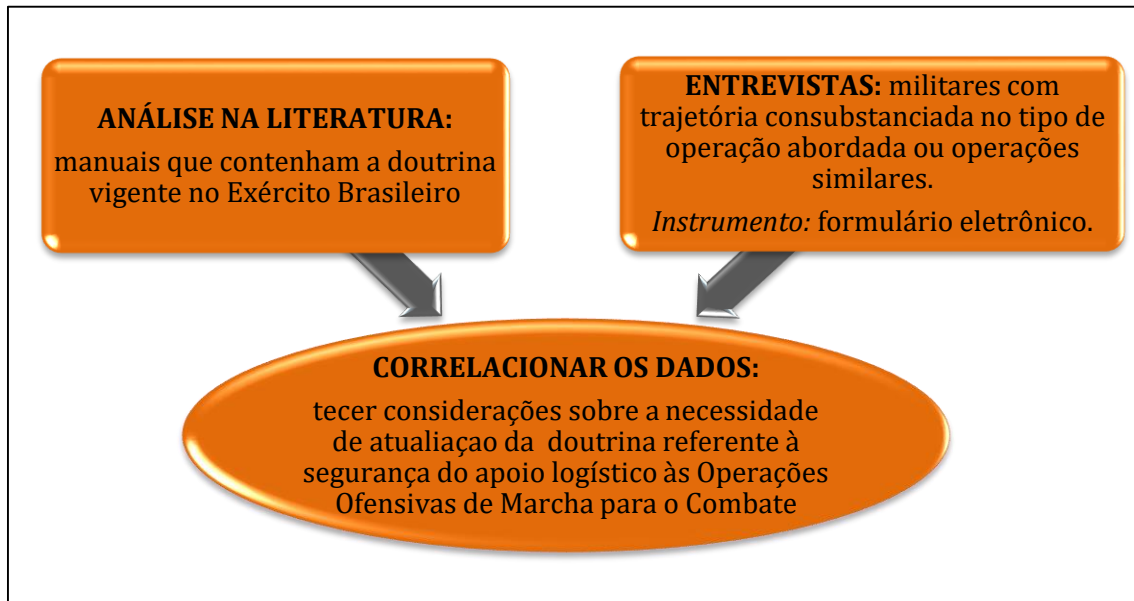 ANÁLISE NA LITERATURA:
manuais que contenham a doutrina
vigente no Exército Brasileiro
ENTREVISTAS: militares com
trajetória consubstanciada no tipo de
operação abordada ou operações
similares.
Instrumento: formulário eletrônico.
CORRELACIONAR OS DADOS:
tecer considerações sobre a necessidade
de atualiaçao da doutrina referente à
segurança do apoio logístico às Operações
Ofensivas de Marcha para o Combate